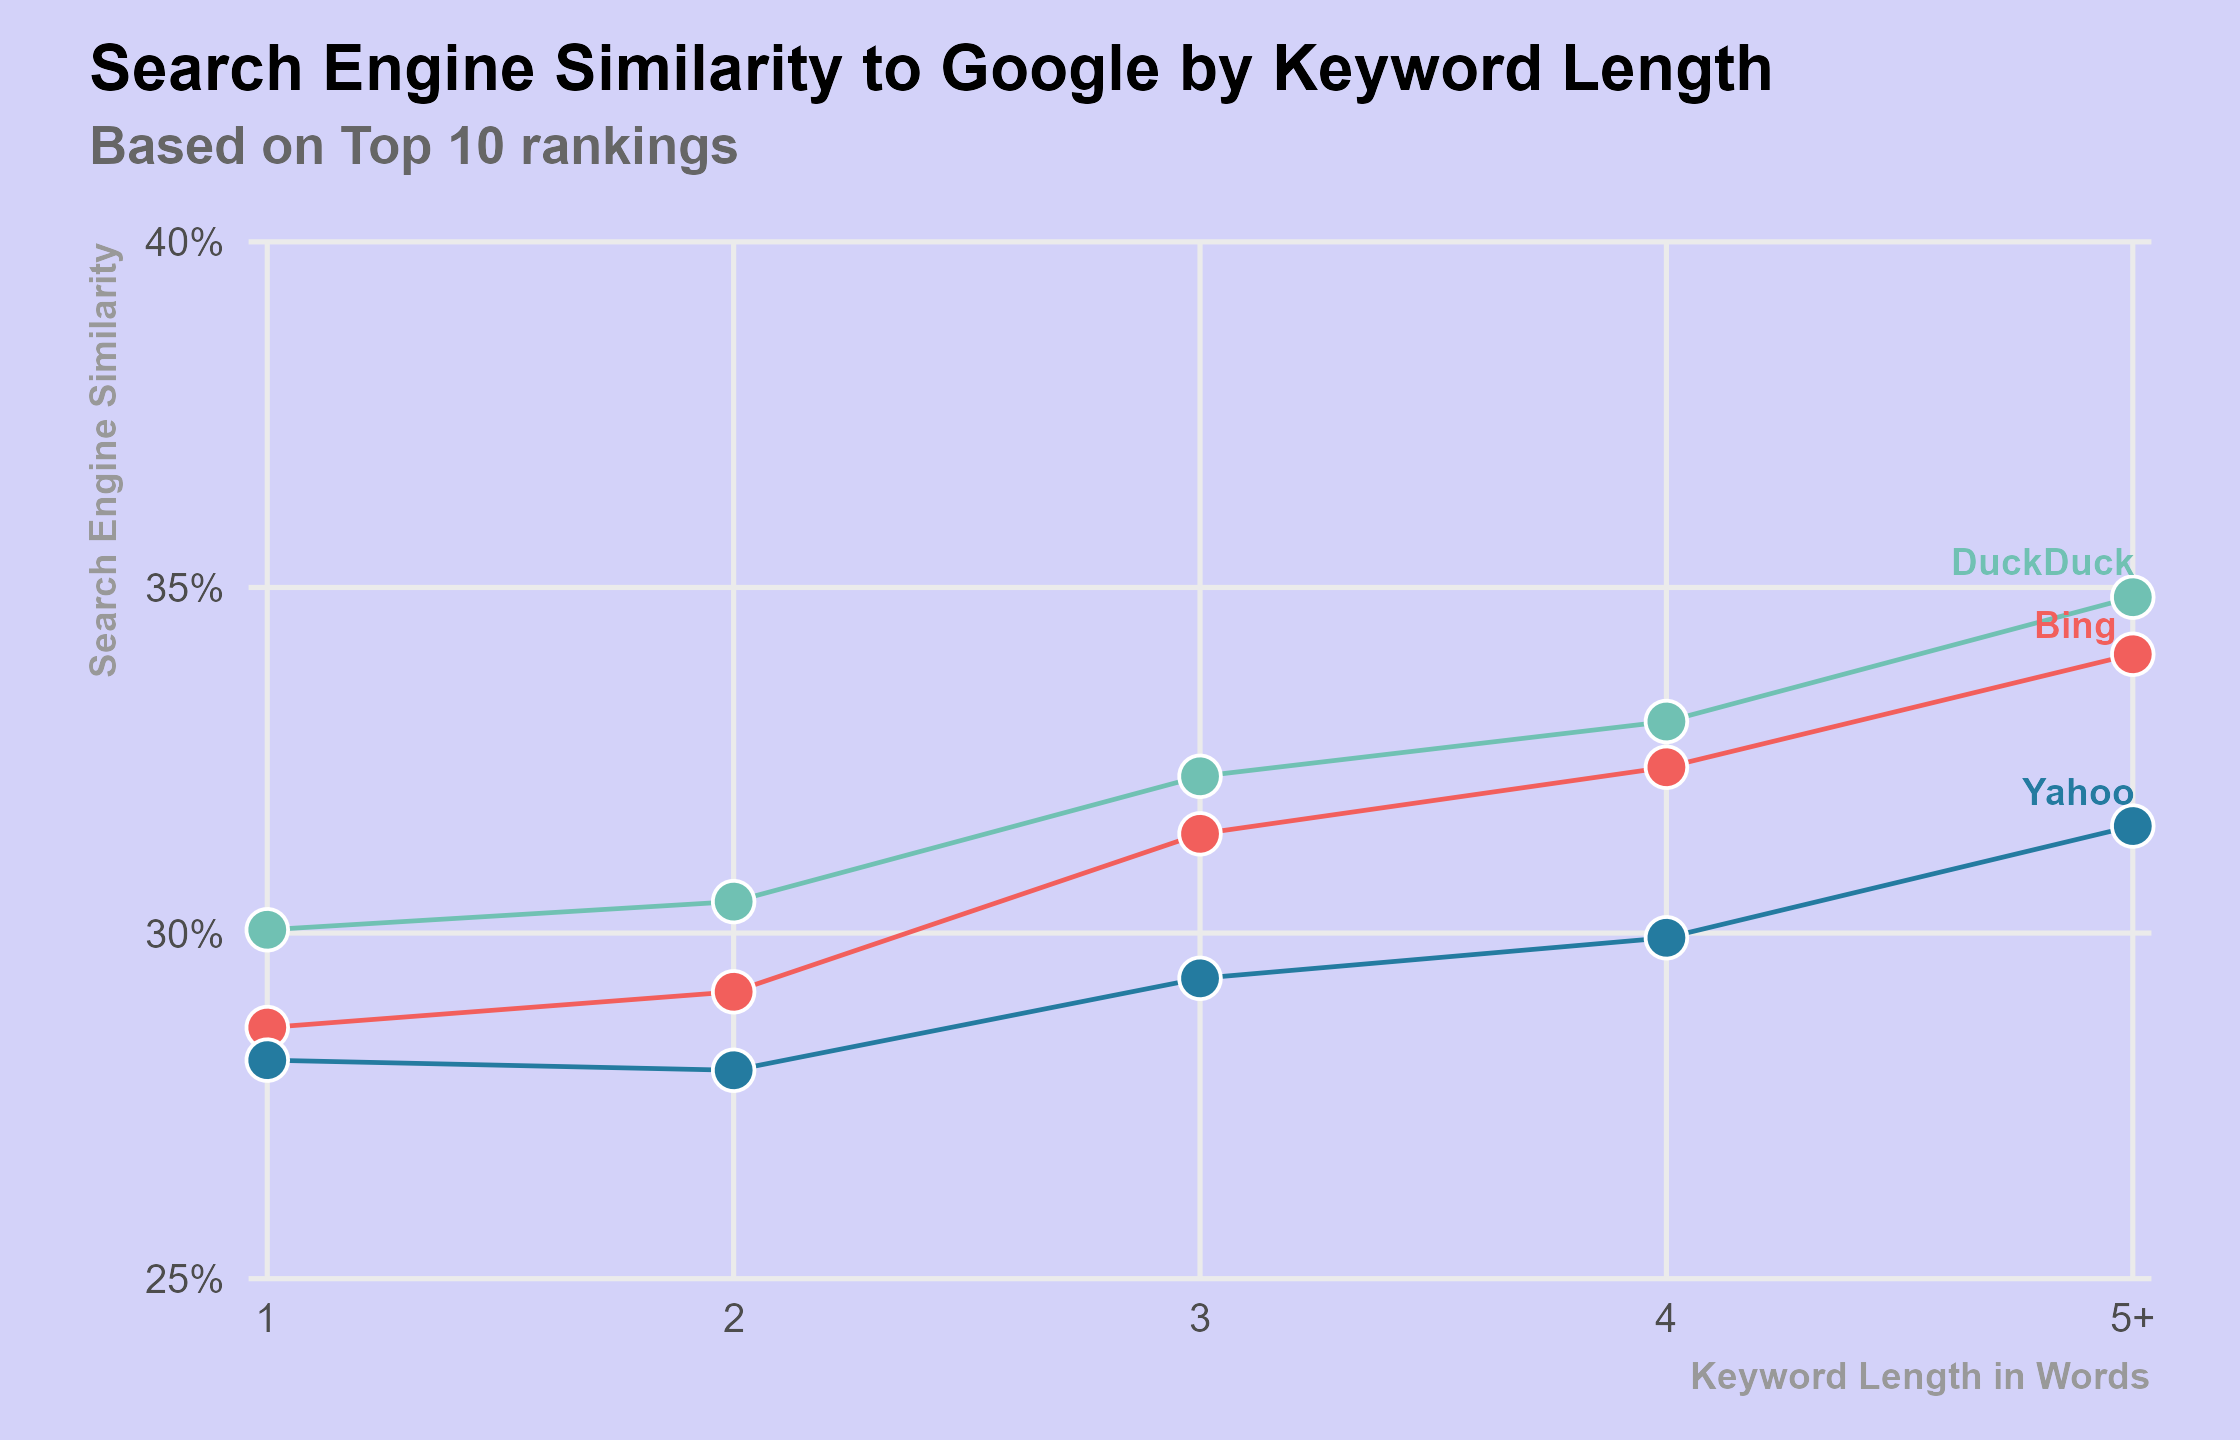 Search Engine Similarity to Google by Keyword Length
Based on Top 10 rankings
Search Engine Similarity
40%
35%
30%
25%
DuckDuck
Bing
Yahoo
1 2 3 4 5+
Keyword Length in Words